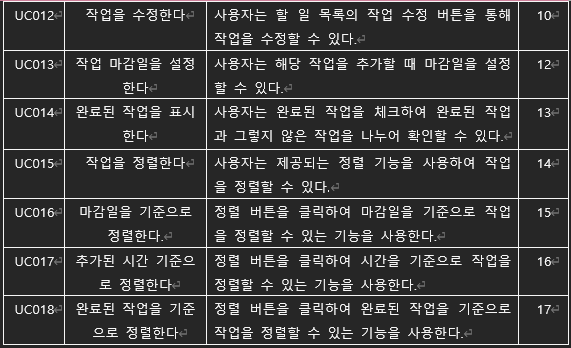 UC012 작업을 수정한다 사용자는 할 일 목록의 작업 수정 버튼을 통해 10
작업을 수정할 수 있다.
UC013 작업 마감일을 설정 사용자는 해당 작업을 추가할 때 마감일을 설정 12
한다 할 수 있다.
UC014 완료된 작업을 표시 사용자는 완료된 작업을 체크하여 완료된 작업 13
한다 과 그렇지 않은 작업을 나누어 확인할 수 있다.
UC015 작업을 정렬한다 사용자는 제공되는 정렬 기능을 사용하여 작업 14
을 정렬할 수 있다.
UC016 마감일을 기준으로 정렬 버튼을 클릭하여 마감일을 기준으로 작업 15
정렬한다. 을 정렬할 수 있는 기능을 사용한다.
UC017 추가된 시간 기준으 정렬 버튼을 클릭하여 시간을 기준으로 작업을 16
로 정렬한다 정렬할 수 있는 기능을 사용한다.
UC018 완료된 작업을 기준 정렬 버튼을 클릭하여 완료된 작업을 기준으로 17
으로 정렬한다 작업을 정렬할 수 있는 기능을 사용한다.